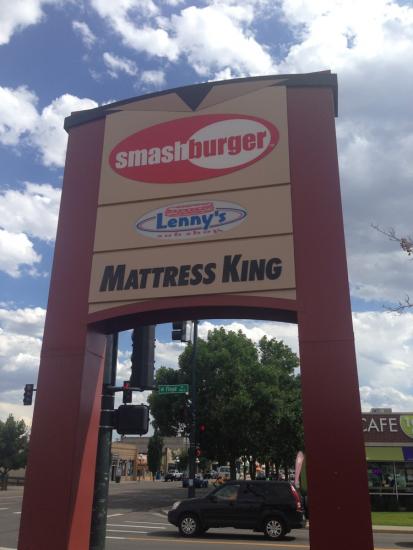 smashburger
Lenny's
sub shop
MATTRESS KING
CAFE